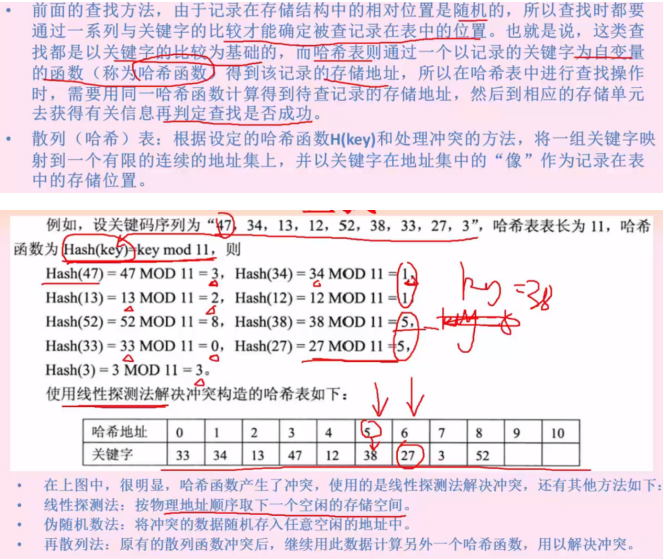 • 前面的查找方法，由于记录在存储结构中的相对位置是随机的，所以查找时都要
通过一系列与关键字的比较才能确定被查记录在表中的位置。也就是说，这类查
找都是以关键字的比较为基础的，而哈希表则通过一个以记录的关键字为自变量
的函数（称为哈希函数）得到该记录的存储地址，所以在哈希表中进行查找操作
时，需要用同一哈希函数计算得到待查记录的存储地址，然后到相应的存储单元
去获得有关信息再判定查找是否成功。
• 散列（哈希）表：根据设定的哈希函数H(key)和处理冲突的方法，将一组关键字映
射到一个有限的连续的地址集上，并以关键字在地址集中的“像”作为记录在表
中的存储位置。
例如，设关键码序列为“47，34，13，12，52，38，33，27，3”，哈希表表长为 11，哈希
函数为 Hash(key)=key mod 11，则
Hash(47) = 47 MOD 11 = 3，Hash(34) = 34 MOD 11 = 1，
Hash(13) = 13 MOD 11 = 2，Hash(12) = 12 MOD 11 = 1，
Hash(52) = 52 MOD 11 = 8，Hash(38) = 38 MOD 11 = 5，
Hash(33) = 33 MOD 11 = 0，Hash(27) = 27 MOD 11 = 5，
Hash(3) = 3 MOD 11 = 3。
key =38
使用线性探测法解决冲突构造的哈希表如下：
哈希地址 0 1 2 3 4 5 6 7 8 9 10
关键字 33 34 13 47 12 38 27 3 52
• 在上图中，很明显，哈希函数产生了冲突，使用的是线性探测法解决冲突，还有其他方法如下：
• 线性探测法：按物理地址顺序取下一个空闲的存储空间。
• 伪随机数法：将冲突的数据随机存入任意空闲的地址中。
• 再散列法：原有的散列函数冲突后，继续用此数据计算另外一个哈希函数，用以解决冲突。